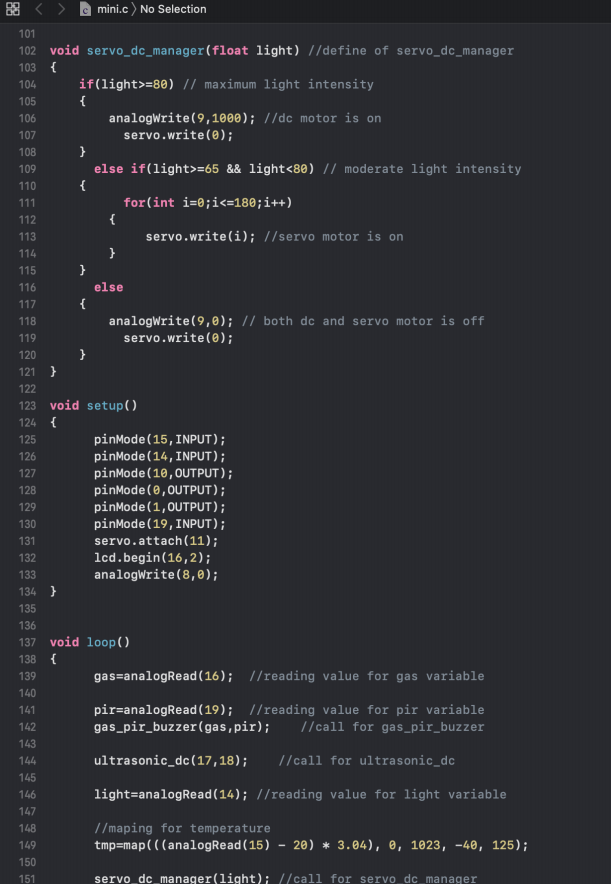 mini.c 〉 No Selection
101
102 void servo_dc_manager(float light) //define of servo_dc_manager
103 {
104     if(light>=80) // maximum light intensity
105     {
106         analogWrite(9,1000); //dc motor is on
107           servo.write(0);
108     }
109       else if(light>=65 && light<80) // moderate light intensity
110     {
111           for(int i=0;i<=180;i++)
112         {
113              servo.write(i); //servo motor is on
114         }
115     }
116       else
117     {
118         analogWrite(9,0); // both dc and servo motor is off
119           servo.write(0);
120     }
121 }
122
123 void setup()
124 {
125       pinMode(15,INPUT);
126       pinMode(14,INPUT);
127       pinMode(10,OUTPUT);
128       pinMode(0,OUTPUT);
129       pinMode(1,OUTPUT);
130       pinMode(19,INPUT);
131       servo.attach(11);
132       lcd.begin(16,2);
133       analogWrite(8,0);
134 }
135
136
137 void loop()
138 {
139       gas=analogRead(16);  //reading value for gas variable
140
141       pir=analogRead(19);  //reading value for pir variable
142       gas_pir_buzzer(gas,pir);    //call for gas_pir_buzzer
143
144       ultrasonic_dc(17,18);    //call for ultrasonic_dc
145
146       light=analogRead(14); //reading value for light variable
147
148       //maping for temperature
149       tmp=map(((analogRead(15) - 20) * 3.04), 0, 1023, -40, 125);
150
151       servo_dc_manager(light); //call for servo_dc_manager